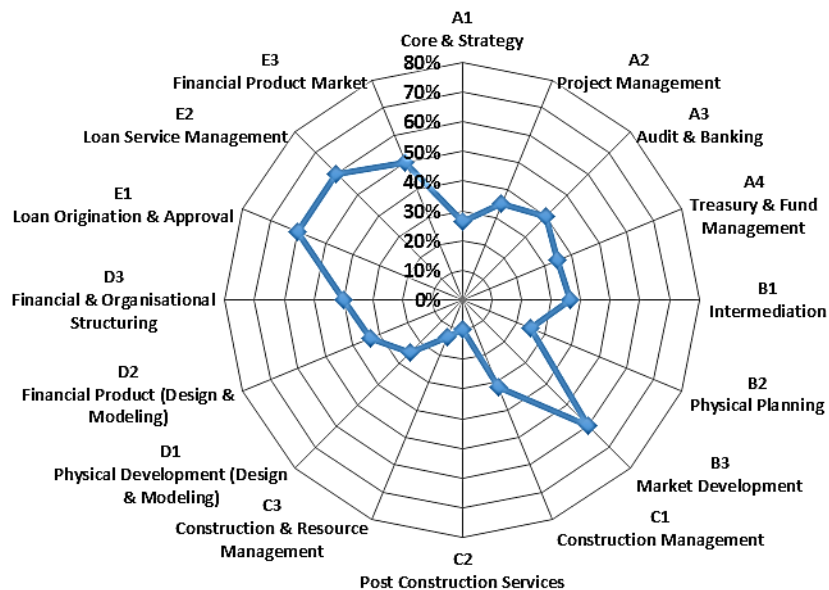 A1
Core & Strategy
A2
Project Management
A3
Audit & Banking
A4
Treasury & Fund
Management
B1
Intermediation
B2
Physical Planning
B3
Market Development
C1
Construction Management
C2
Post Construction Services
C3
Construction & Resource
Management
D1
Physical Development (Design
& Modeling)
D2
Financial Product (Design &
Modeling)
D3
Financial & Organisational
Structuring
E1
Loan Origination & Approval
E2
Loan Service Management
E3
Financial Product Market
80%
70%
60%
50%
40%
30%
20%
10%
0%